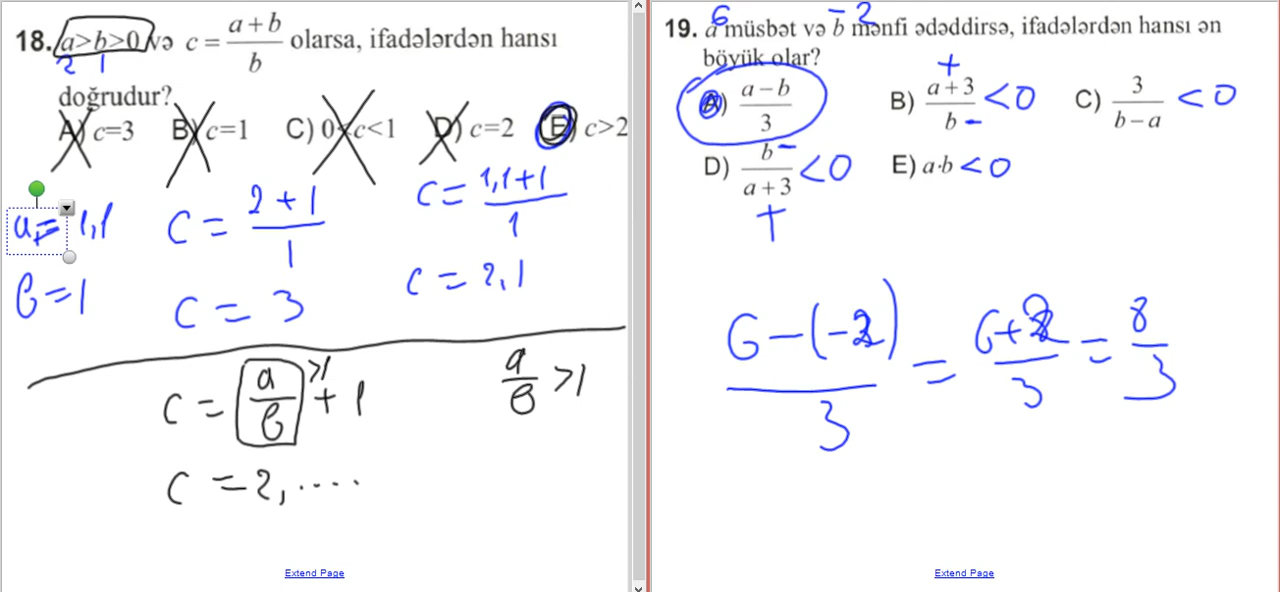 18. a>b>0 və c = (a+b)/b olarsa, ifadələrdən hansı
2 1
doğrudur?
A) c=3 B) c=1 C) 0<c<1 D) c=2 E) c>2
a = 1,1
b = 1
c = (2+1)/1
c = 3
c = (1,1+1)/1
c = 2,1
c = a/b >1 + 1
a/b >1
c = 2, ....
Extend Page
6 -2
19. a müsbət və b mənfi ədəddirsə, ifadələrdən hansı ən
böyük olar?
+
A) (a−b)/3 B) (a+3)/b − <0 C) 3/(b−a) <0
D) b/(a+3) − <0 E) a·b <0
+
(6−(−2))/3 = (6+2)/3 = 8/3
Extend Page